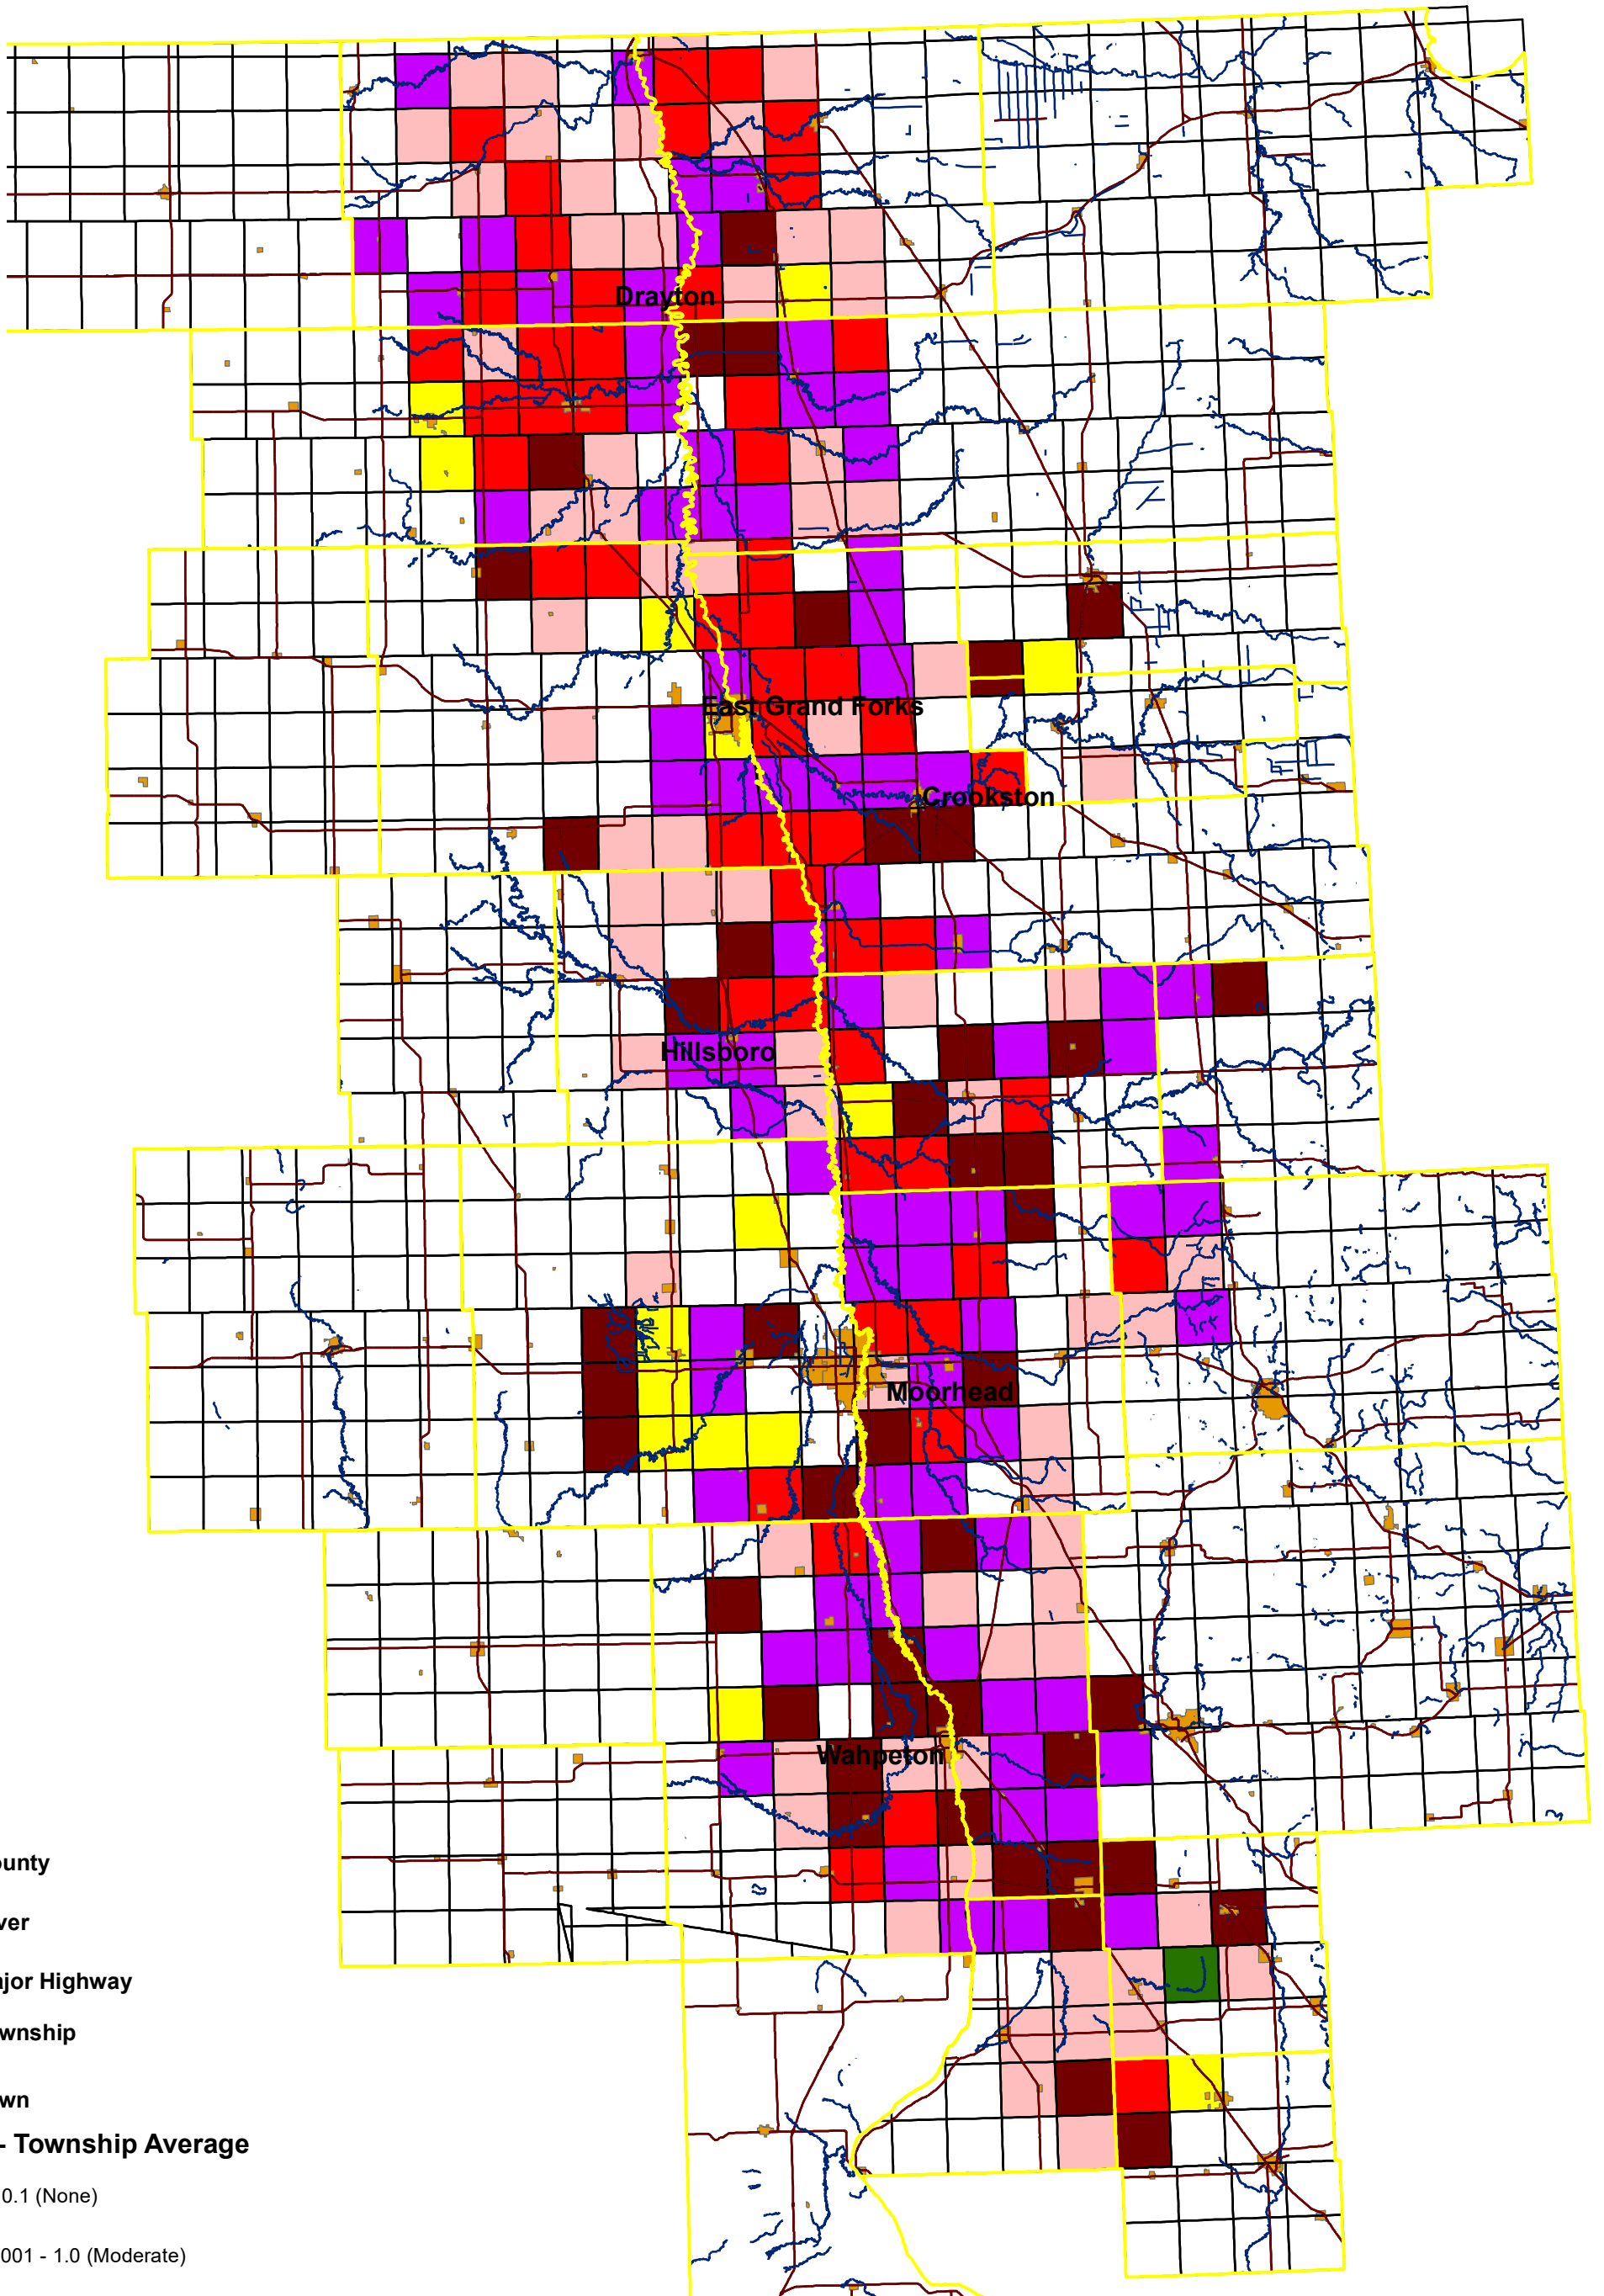 Drayton
East Grand Forks
Crookston
Hillsboro
Moorhead
Wahpeton
ounty
ver
ajor Highway
wnship
wn
- Township Average
0.1 (None)
001 - 1.0 (Moderate)